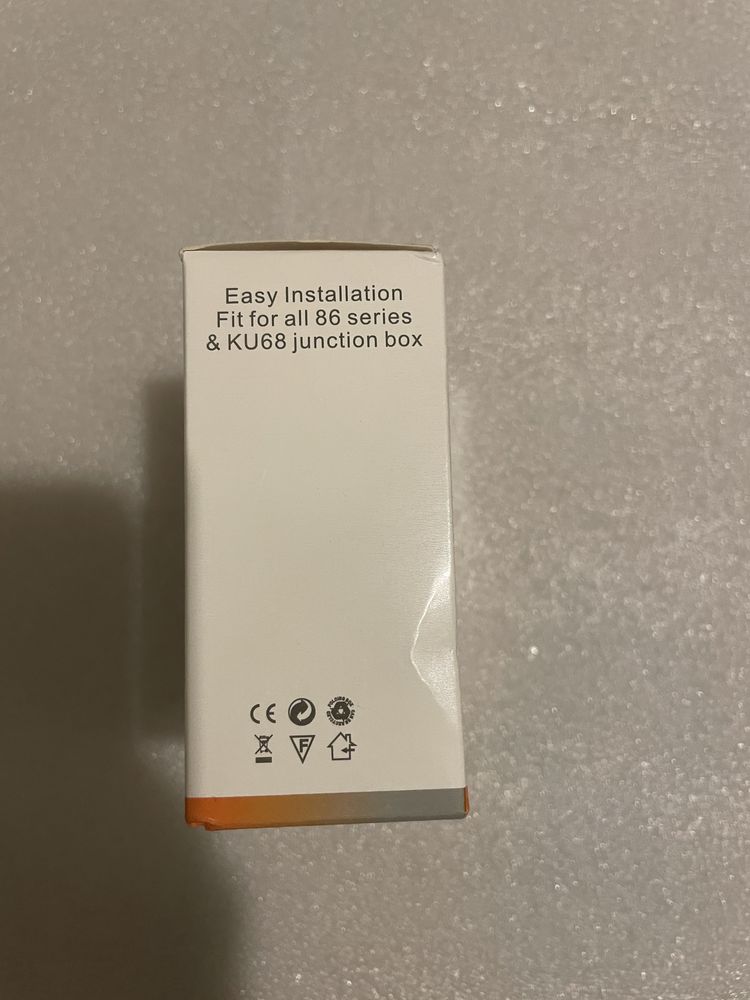 Easy Installation
Fit for all 86 series
& KU68 junction box
CE
F